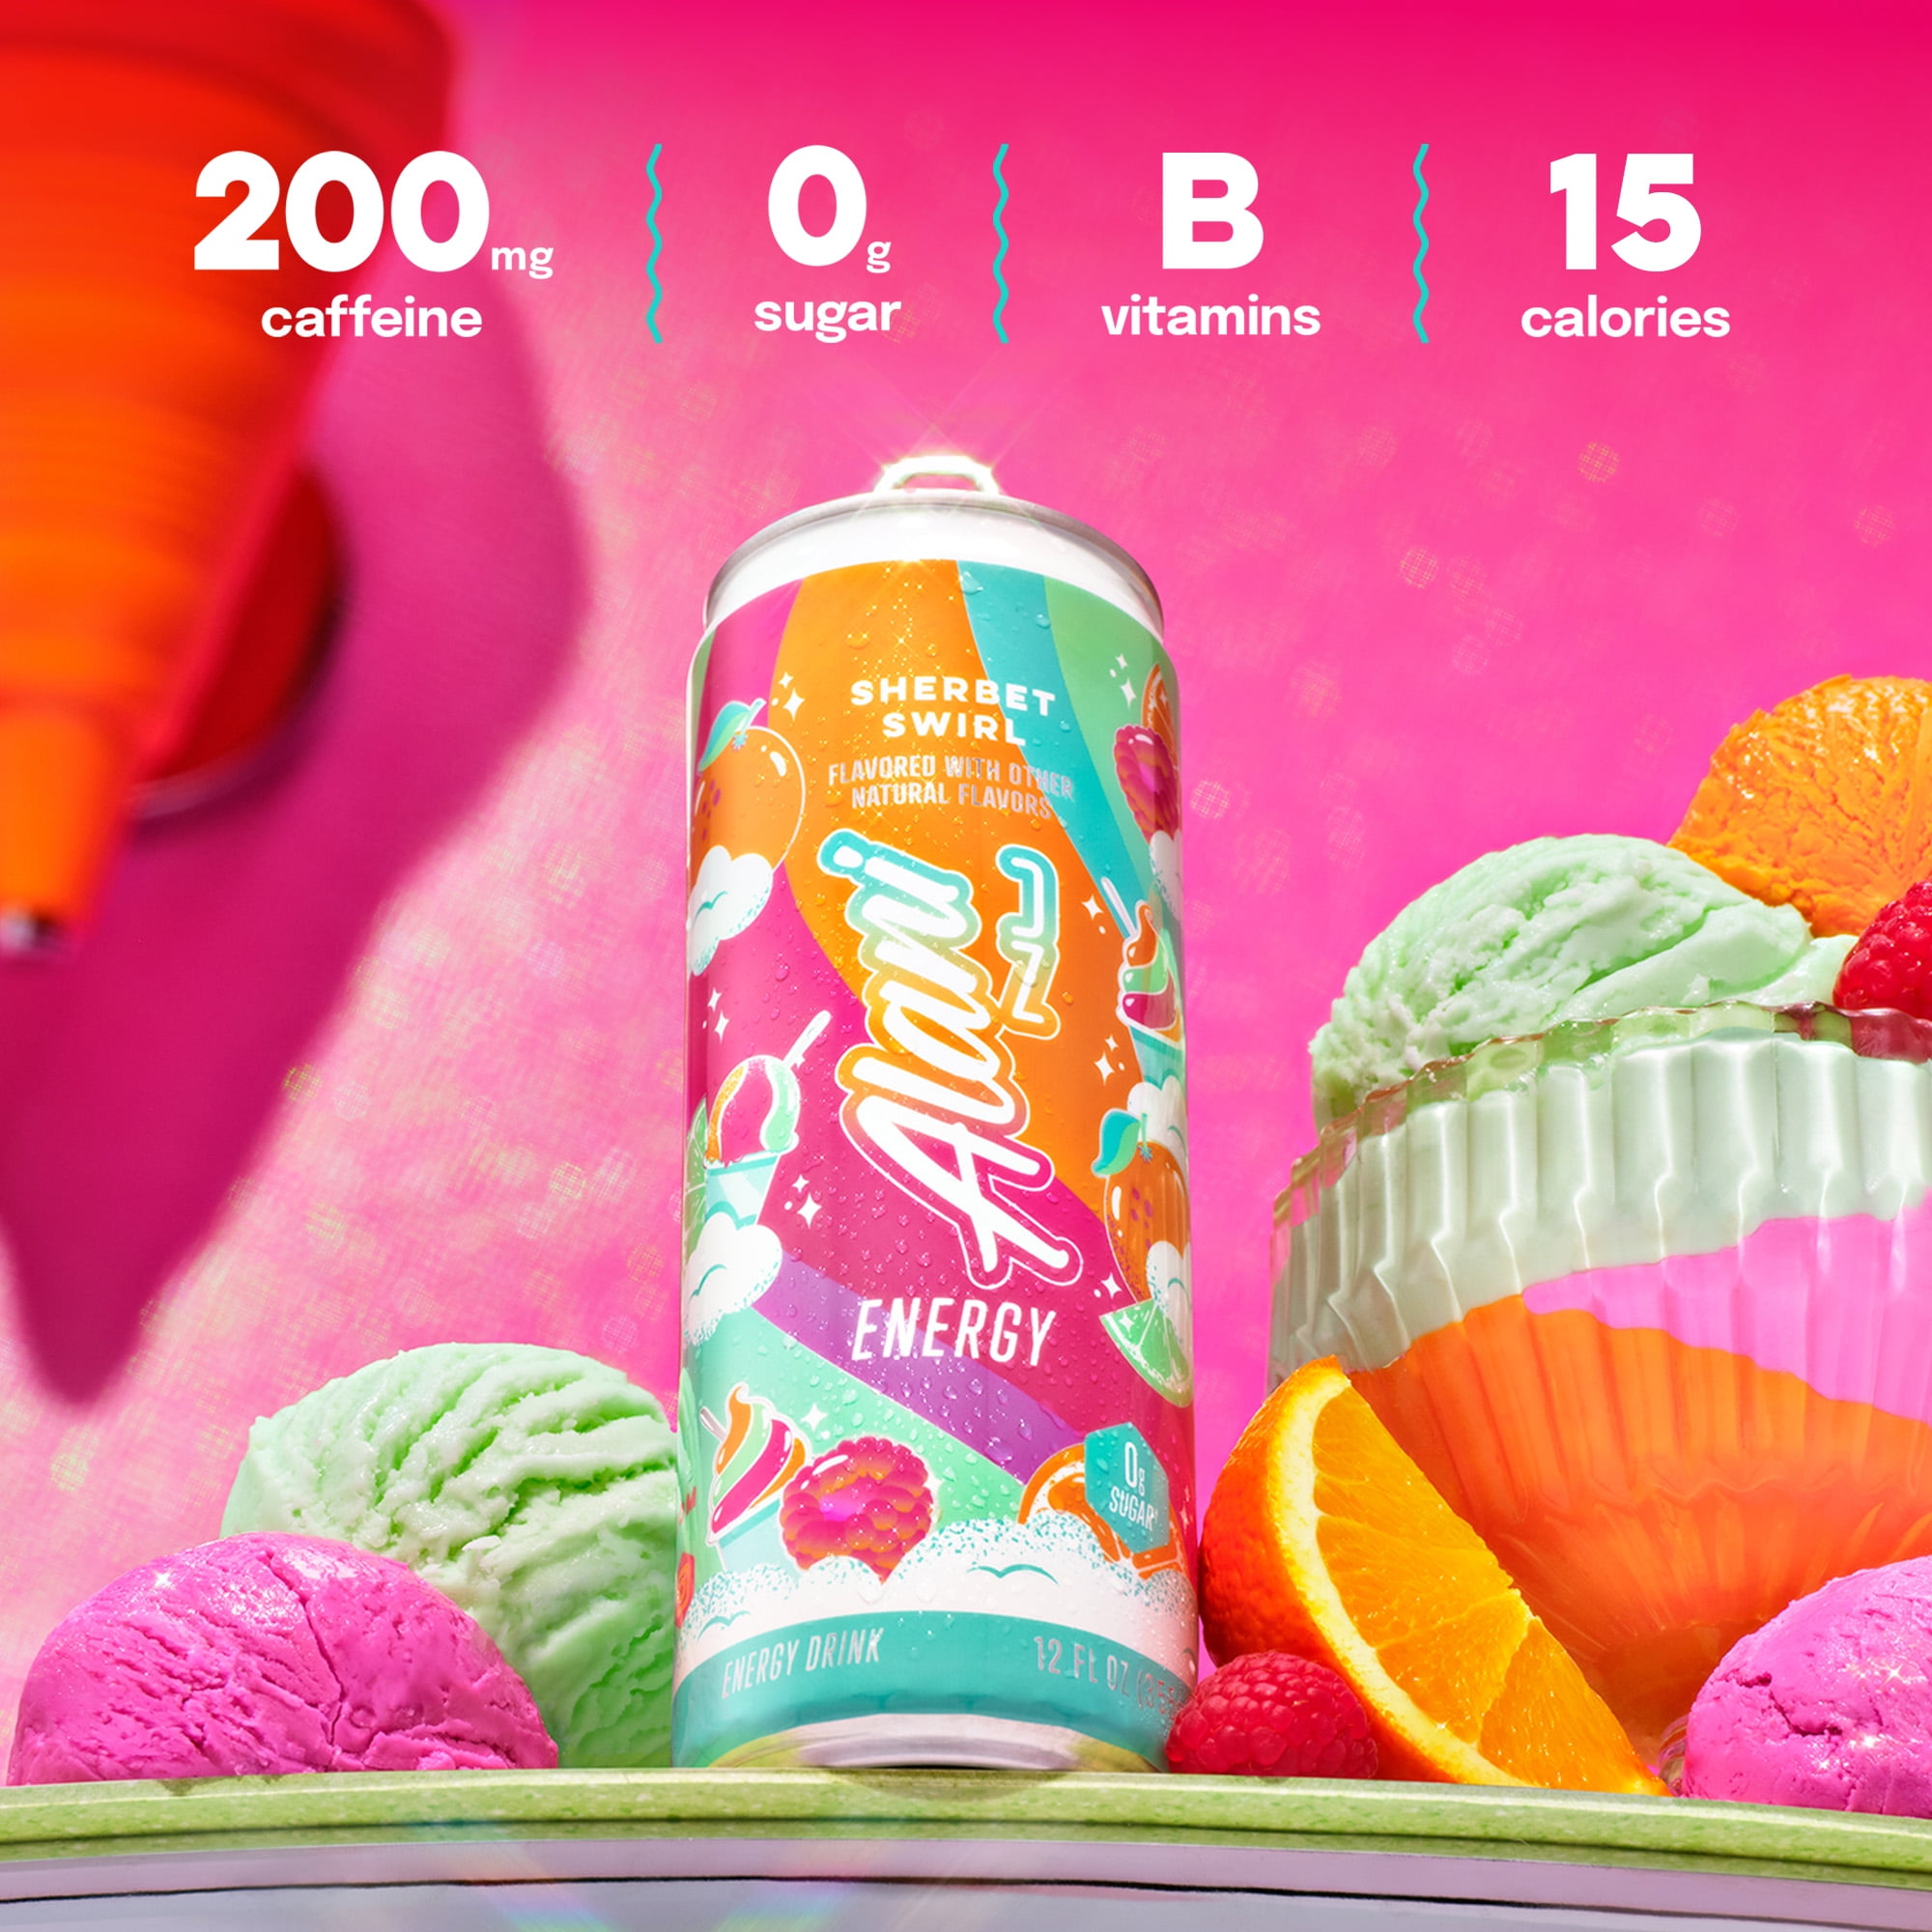 200mg
caffeine
0g
sugar
B
vitamins
15
calories
SHERBET
SWIRL
FLAVORED WITH OTHER
NATURAL FLAVORS
Alani
NU
ENERGY
0g
SUGAR
ENERGY DRINK
12 FL OZ